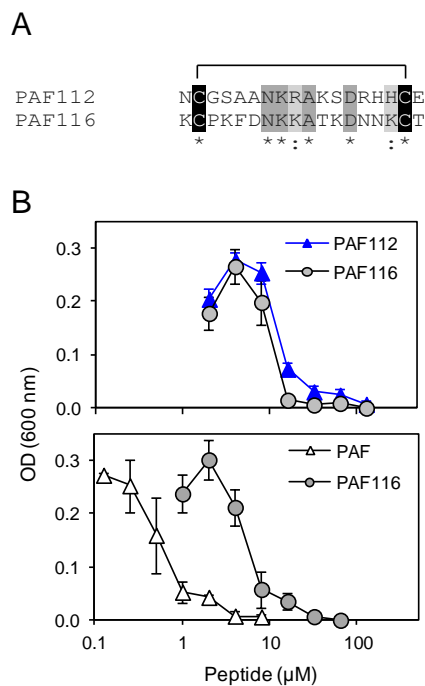 A
PAF112 NCGSAANKRAKSDRHHCE
PAF116 KCPKFDNKKATKDNNKCT
* **:* * :*
B
PAF112
PAF116
0.3
0.2
0.1
0.0
PAF
PAF116
0.3
0.2
0.1
0.0
OD (600 nm)
0.1 1 10 100
Peptide (µM)